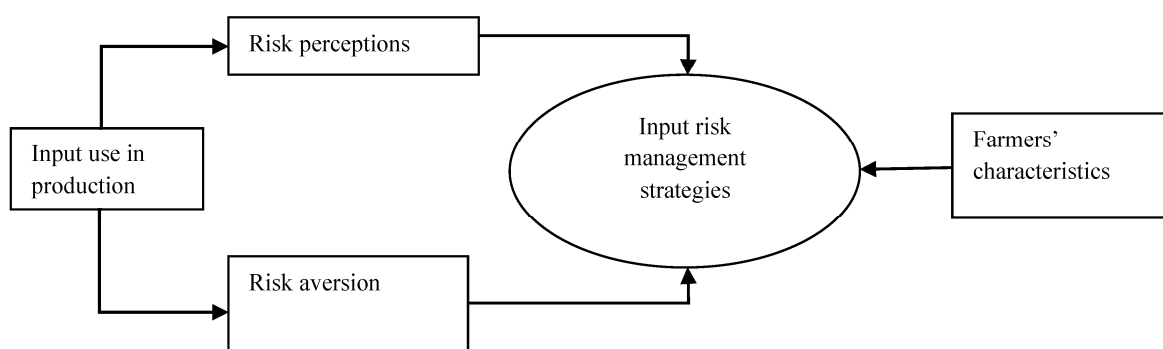 Risk perceptions
Input use in
production
Input risk
management
strategies
Farmers’
characteristics
Risk aversion